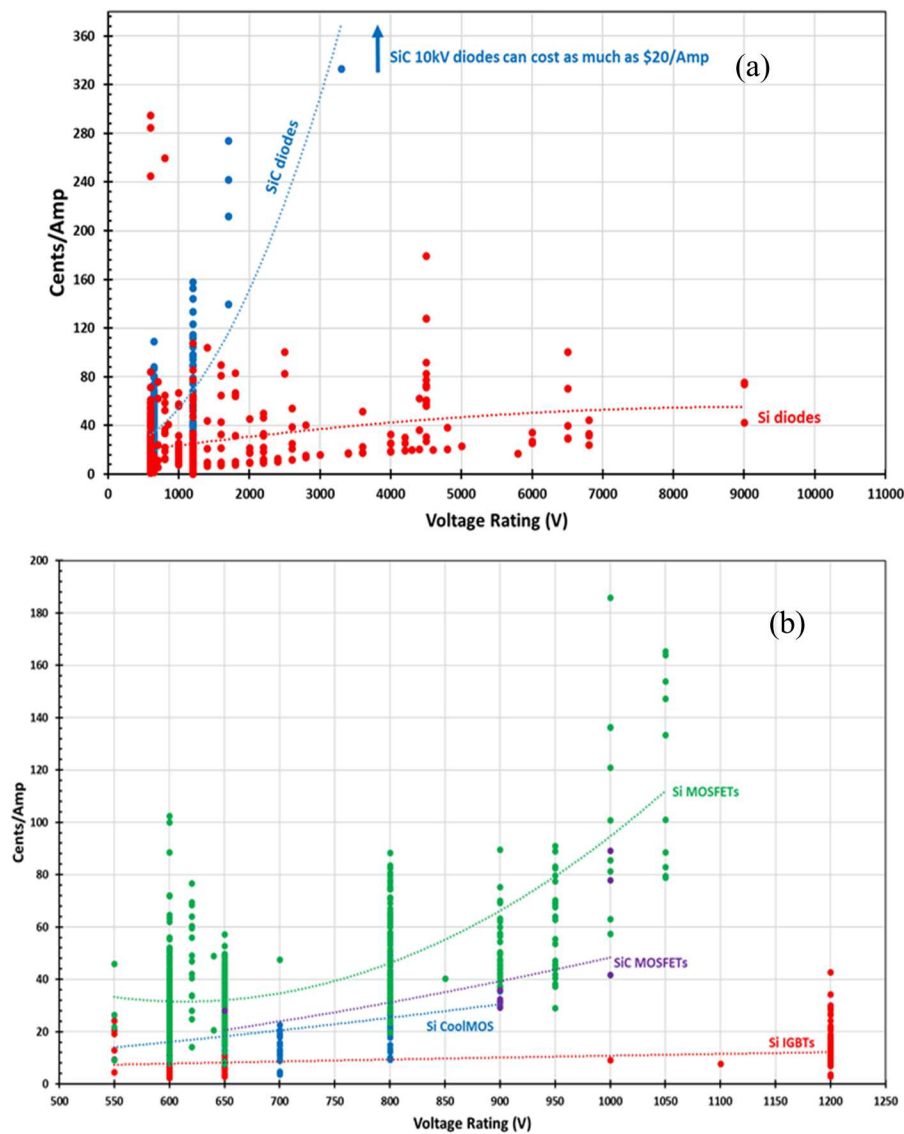 360
320
280
240
200
160
120
80
40
0
Cents/Amp
SiC 10kV diodes can cost as much as $20/Amp
(a)
SiC diodes
Si diodes
0 1000 2000 3000 4000 5000 6000 7000 8000 9000 10000 11000
Voltage Rating (V)
200
180
160
140
120
100
80
60
40
20
0
Cents/Amp
(b)
Si MOSFETs
SiC MOSFETs
Si CoolMOS
Si IGBTs
500 550 600 650 700 750 800 850 900 950 1000 1050 1100 1150 1200 1250
Voltage Rating (V)